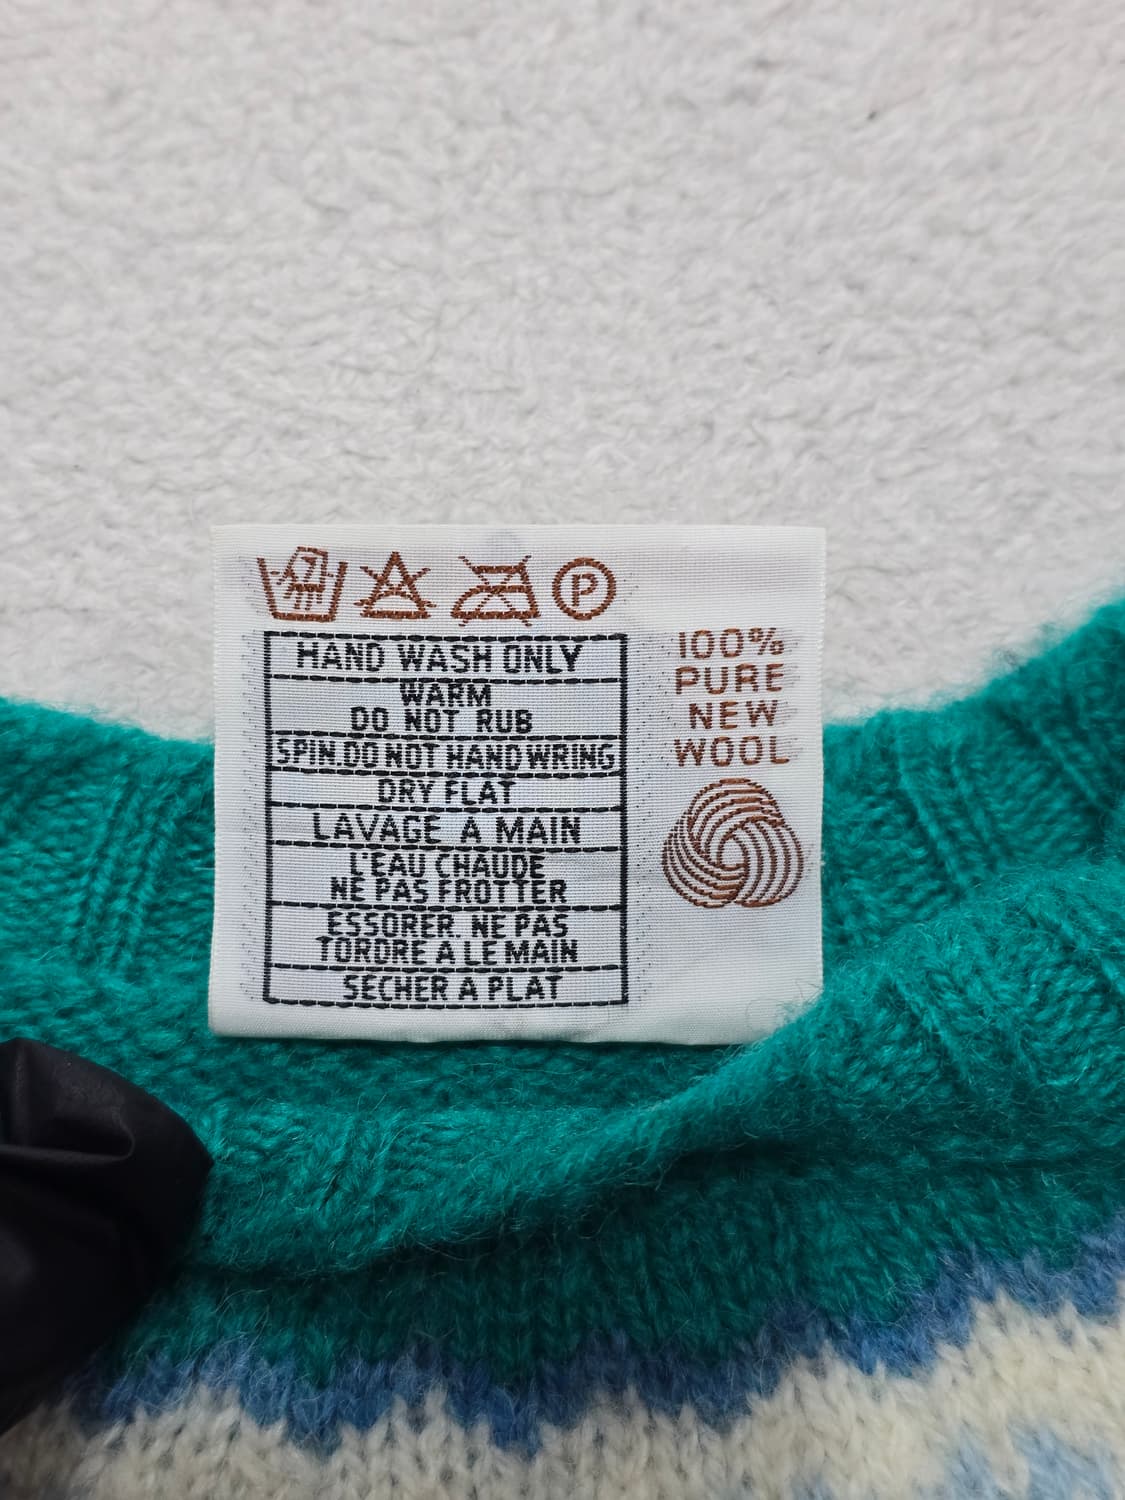 P
HAND WASH ONLY
WARM
DO NOT RUB
SPIN.DO NOT HAND WRING
DRY FLAT
LAVAGE A MAIN
L'EAU CHAUDE
NE PAS FROTTER
ESSORER. NE PAS
TORDRE A LE MAIN
SECHER A PLAT
100%
PURE
NEW
WOOL